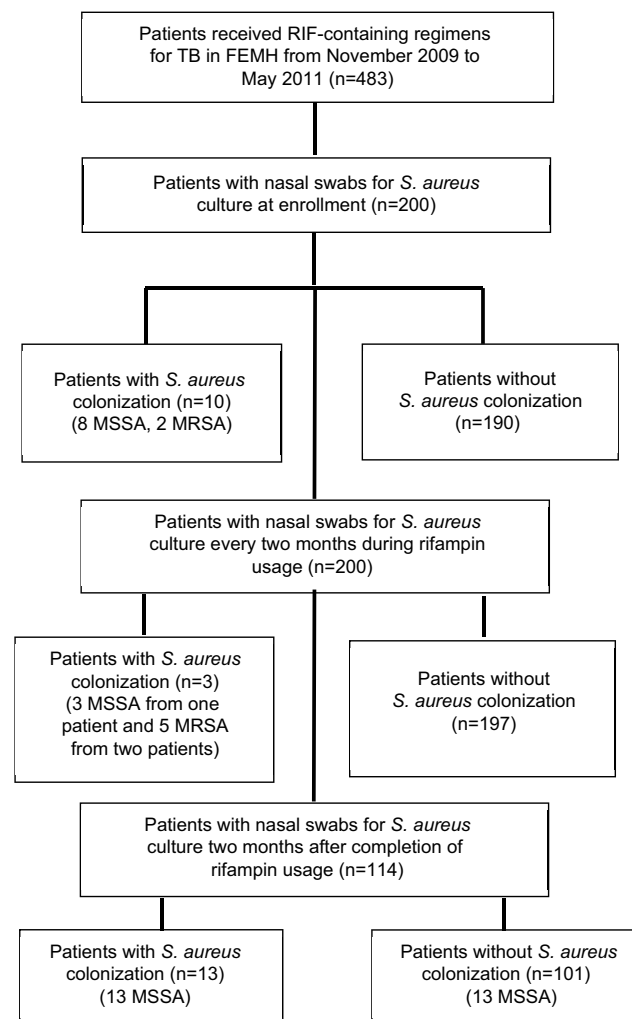 Patients received RIF-containing regimens
for TB in FEMH from November 2009 to
May 2011 (n=483)
Patients with nasal swabs for S. aureus
culture at enrollment (n=200)
Patients with S. aureus
colonization (n=10)
(8 MSSA, 2 MRSA)
Patients without
S. aureus colonization
(n=190)
Patients with nasal swabs for S. aureus
culture every two months during rifampin
usage (n=200)
Patients with S. aureus
colonization (n=3)
(3 MSSA from one
patient and 5 MRSA
from two patients)
Patients without
S. aureus colonization
(n=197)
Patients with nasal swabs for S. aureus
culture two months after completion of
rifampin usage (n=114)
Patients with S. aureus
colonization (n=13)
(13 MSSA)
Patients without S. aureus
colonization (n=101)
(13 MSSA)